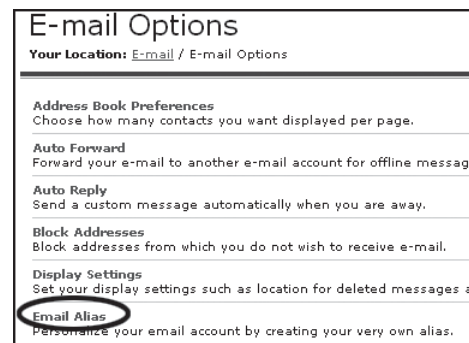 E-mail Options
Your Location: E-mail / E-mail Options
Address Book Preferences
Choose how many contacts you want displayed per page.
Auto Forward
Forward your e-mail to another e-mail account for offline messag
Auto Reply
Send a custom message automatically when you are away.
Block Addresses
Block addresses from which you do not wish to receive e-mail.
Display Settings
Set your display settings such as location for deleted messages a
Email Alias
Personalize your email account by creating your very own alias.